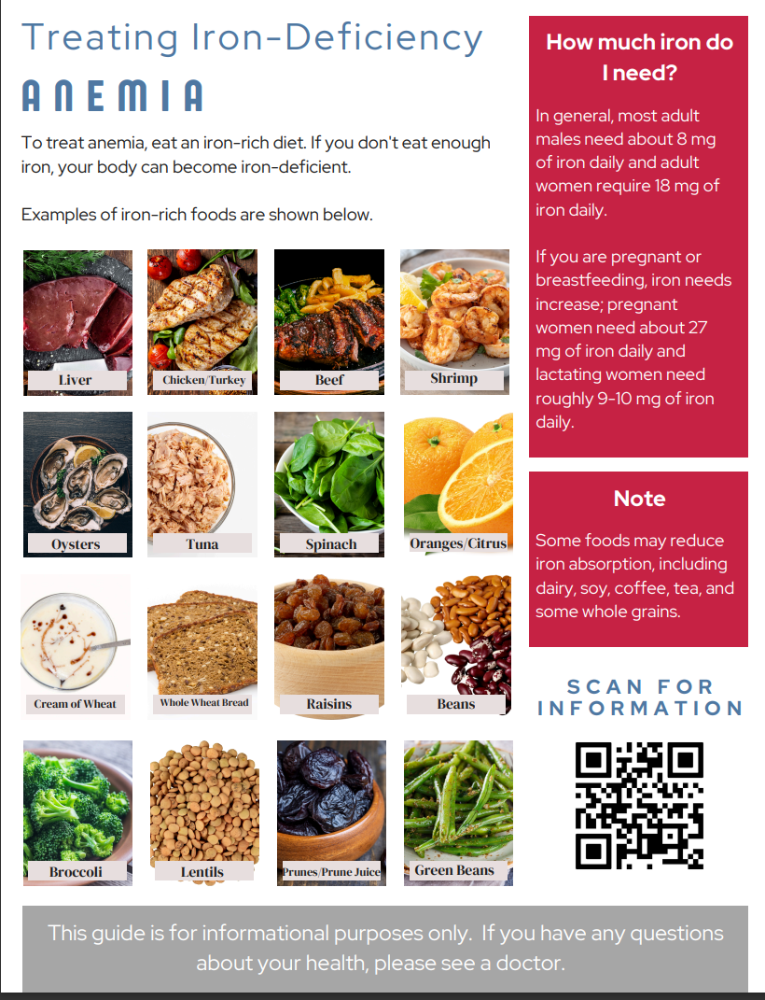 Treating Iron-Deficiency
ANEMIA
To treat anemia, eat an iron-rich diet. If you don't eat enough
iron, your body can become iron-deficient.
Examples of iron-rich foods are shown below.
Liver
Chicken/Turkey
Beef
Shrimp
Oysters
Tuna
Spinach
Oranges/Citrus
Cream of Wheat
Whole Wheat Bread
Raisins
Beans
Broccoli
Lentils
Prunes/Prune Juice
Green Beans
How much iron do
I need?
In general, most adult
males need about 8 mg
of iron daily and adult
women require 18 mg of
iron daily.
If you are pregnant or
breastfeeding, iron needs
increase; pregnant
women need about 27
mg of iron daily and
lactating women need
roughly 9-10 mg of iron
daily.
Note
Some foods may reduce
iron absorption, including
dairy, soy, coffee, tea, and
some whole grains.
SCAN FOR
INFORMATION
This guide is for informational purposes only. If you have any questions
about your health, please see a doctor.